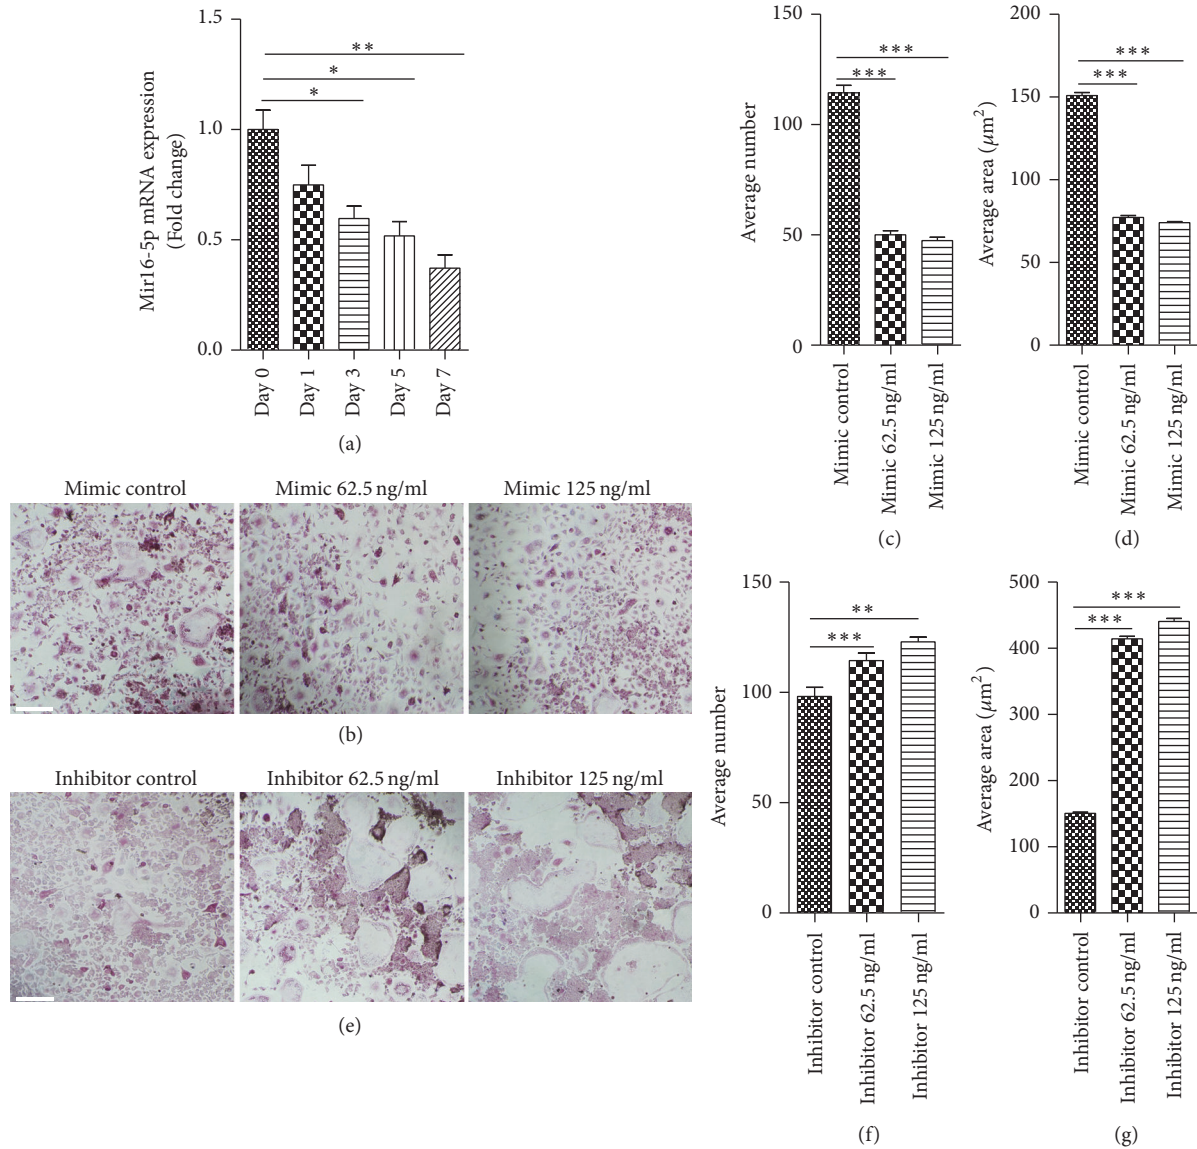 Mir16-5p mRNA expression
(Fold change)
1.5
1.0
0.5
0.0
**
*
*
Day 0
Day 1
Day 3
Day 5
Day 7
(a)
Average number
150
100
50
0
***
***
Mimic control
Mimic 62.5 ng/ml
Mimic 125 ng/ml
(c)
Average area (μm²)
200
150
100
50
0
***
***
Mimic control
Mimic 62.5 ng/ml
Mimic 125 ng/ml
(d)
Mimic control
Mimic 62.5 ng/ml
Mimic 125 ng/ml
(b)
Inhibitor control
Inhibitor 62.5 ng/ml
Inhibitor 125 ng/ml
(e)
Average number
150
100
50
0
**
***
Inhibitor control
Inhibitor 62.5 ng/ml
Inhibitor 125 ng/ml
(f)
Average area (μm²)
500
400
300
200
100
0
***
***
Inhibitor control
Inhibitor 62.5 ng/ml
Inhibitor 125 ng/ml
(g)